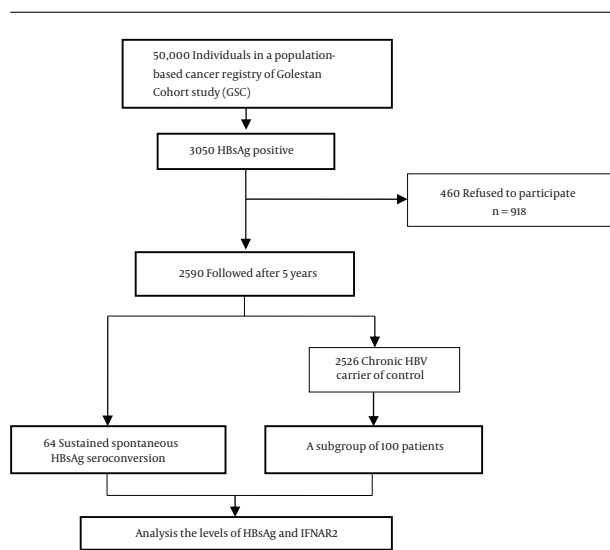 50,000 Individuals in a population-
based cancer registry of Golestan
Cohort study (GSC)
3050 HBsAg positive
460 Refused to participate
n = 918
2590 Followed after 5 years
2526 Chronic HBV
carrier of control
64 Sustained spontaneous
HBsAg seroconversion
A subgroup of 100 patients
Analysis the levels of HBsAg and IFNAR2